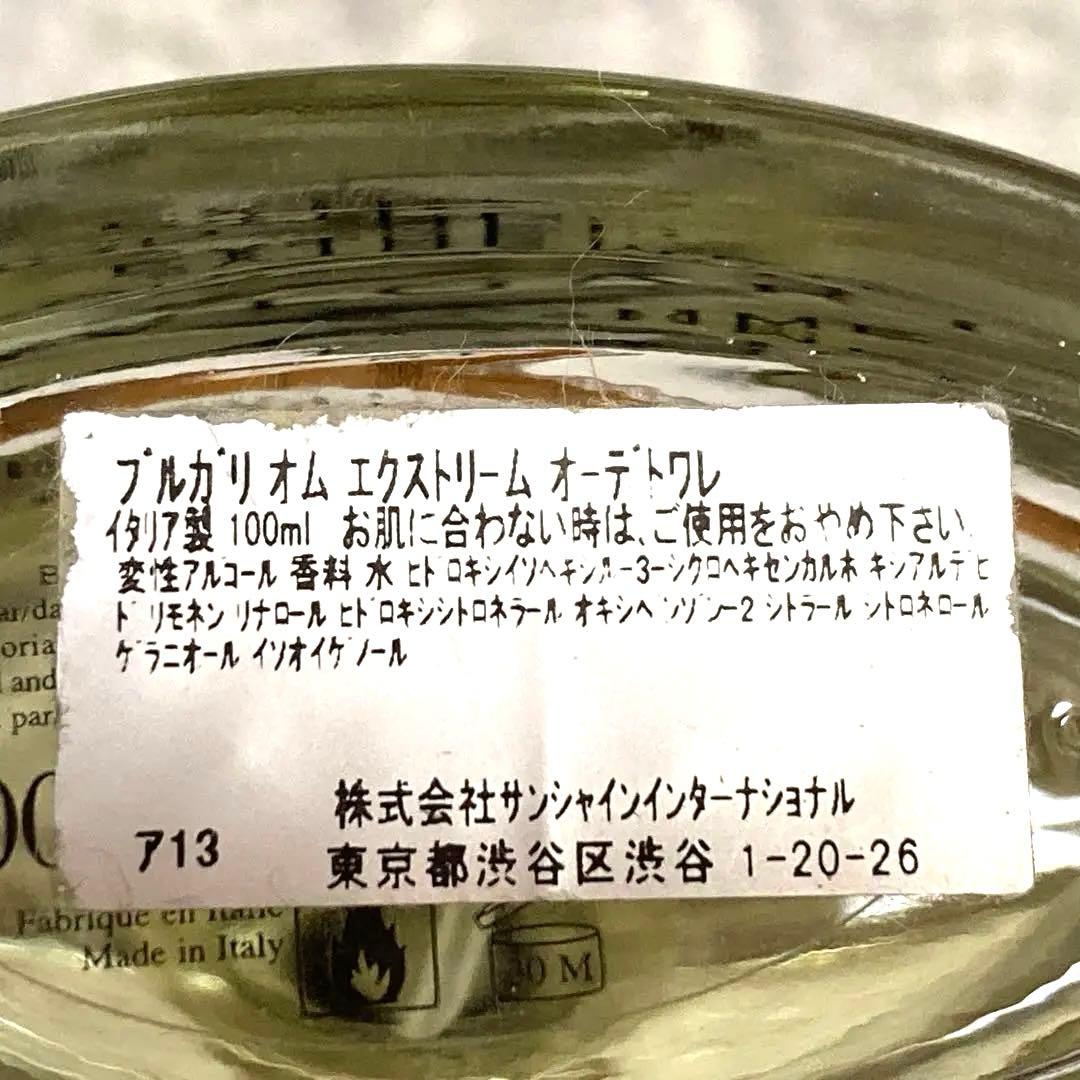 ブルガリ オム エクストリーム オーデトワレ
イタリア製 100ml お肌に合わない時は、ご使用をおやめ下さい.
変性アルコール 香料 水 ヒドロキシイソヘキシル-3-シクロヘキセンカルボキシアルデヒ
ド リモネン リナロール ヒドロキシシトロネラール オキシベンゾン-2 シトラール シトロネロール
ゲラニオール イソオイゲノール
株式会社サンシャインインターナショナル
ア13
東京都渋谷区渋谷 1-20-26
and
Fabrique en Italie
Made in Italy